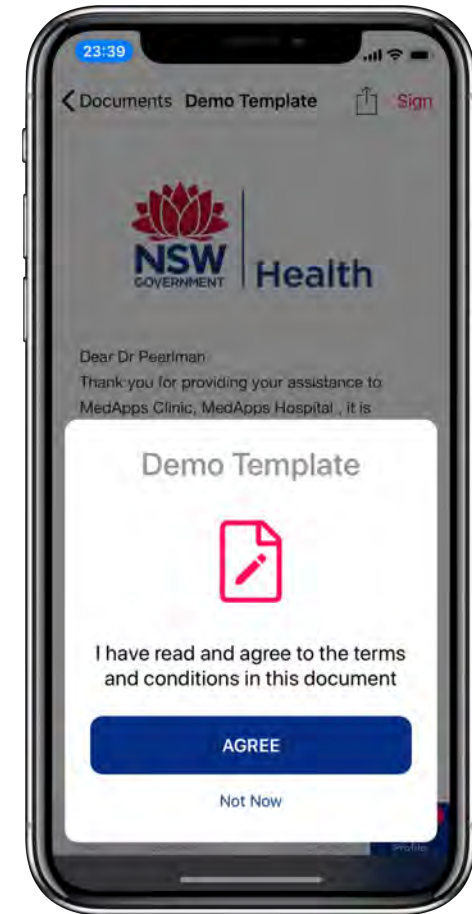 23:39
Documents Demo Template Sign
NSW
GOVERNMENT
Health
Dear Dr Pearlman
Thank you for providing your assistance to
MedApps Clinic, MedApps Hospital , it is
Demo Template
I have read and agree to the terms
and conditions in this document
AGREE
Not Now
Profile